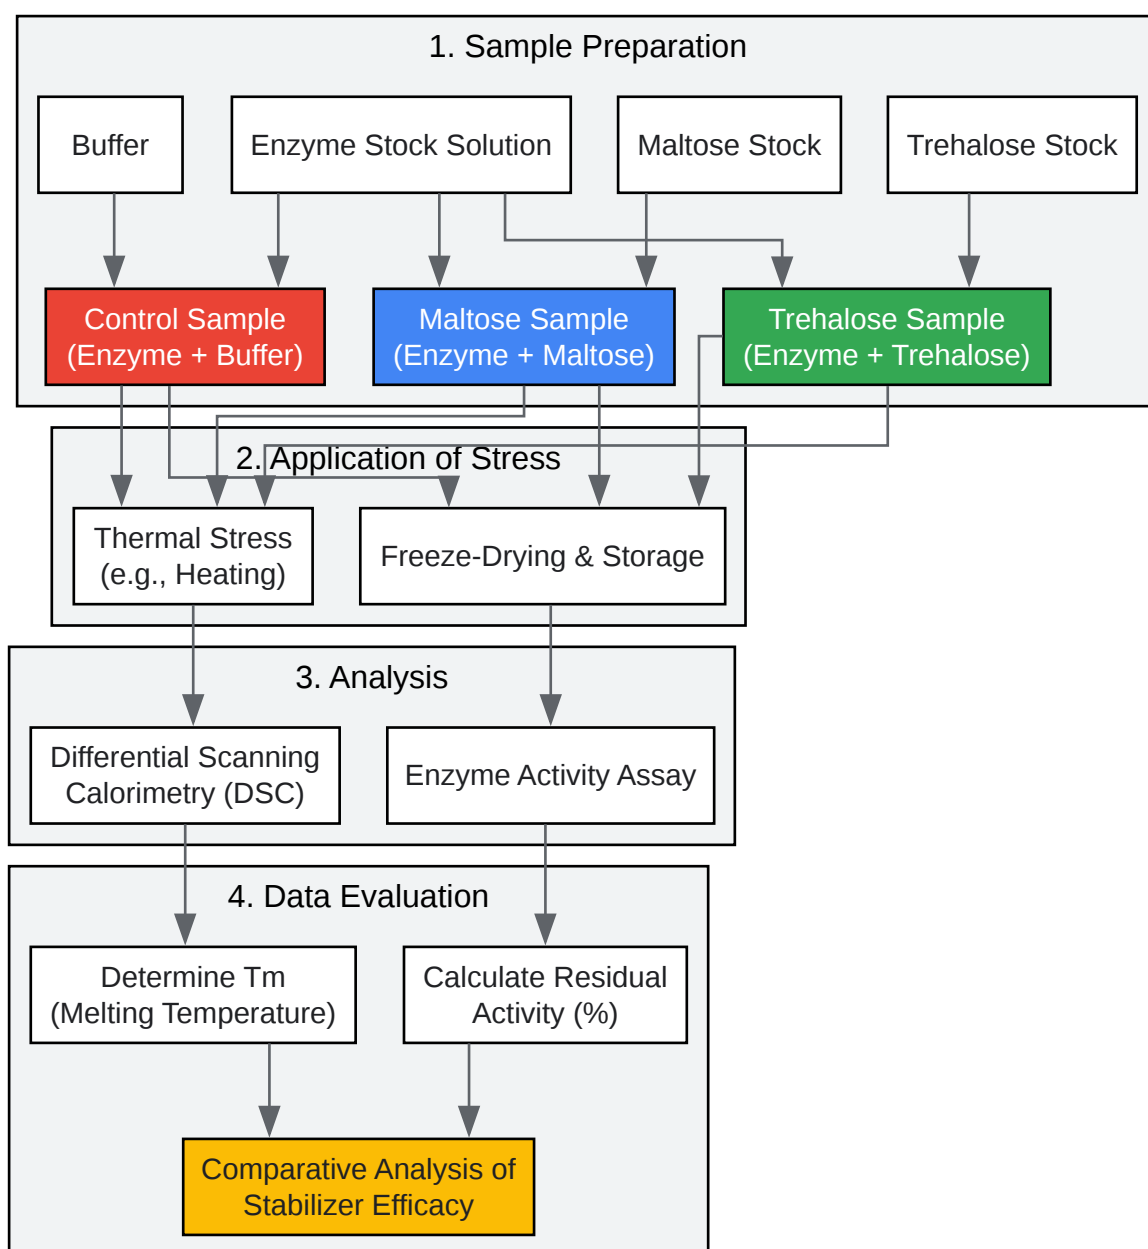 1. Sample Preparation
Buffer
Enzyme Stock Solution
Maltose Stock
Trehalose Stock
Control Sample
(Enzyme + Buffer)
Maltose Sample
(Enzyme + Maltose)
Trehalose Sample
(Enzyme + Trehalose)
2. Application of Stress
Thermal Stress
(e.g., Heating)
Freeze-Drying & Storage
3. Analysis
Differential Scanning
Calorimetry (DSC)
Enzyme Activity Assay
4. Data Evaluation
Determine Tm
(Melting Temperature)
Calculate Residual
Activity (%)
Comparative Analysis of
Stabilizer Efficacy